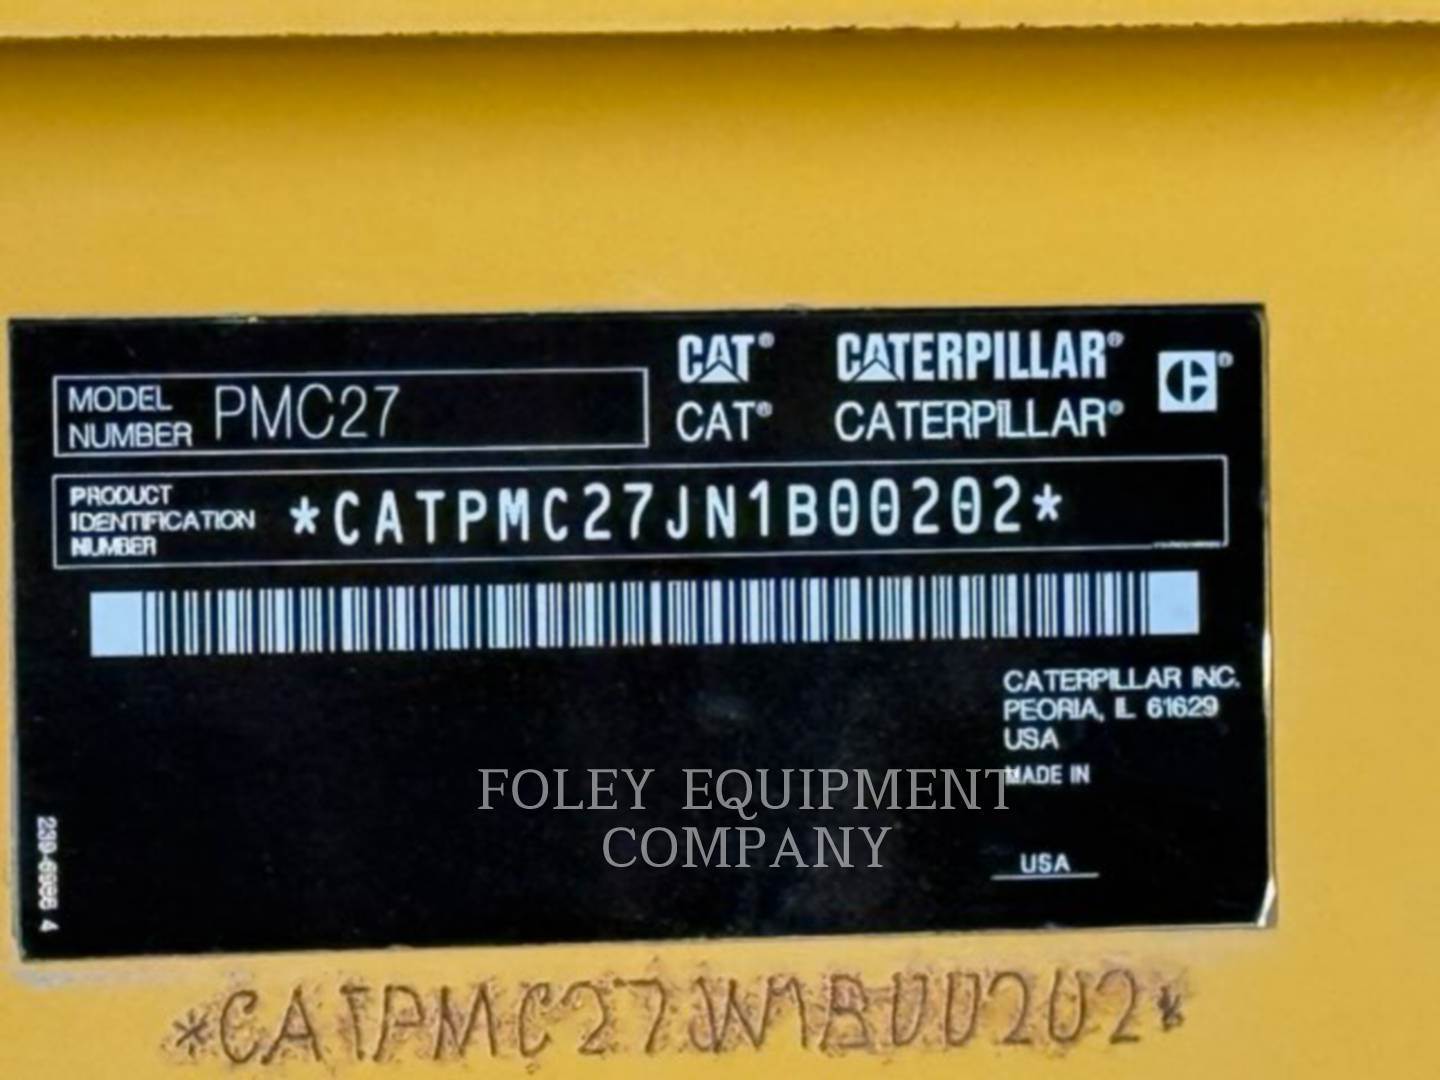 CAT® CATERPILLAR® C®
CAT® CATERPILLAR®
MODEL NUMBER PMC27
PRODUCT IDENTIFICATION NUMBER *CATPMC27JN1B00202*
CATERPILLAR INC.
PEORIA, IL 61629
USA
MADE IN
USA
FOLEY EQUIPMENT
COMPANY
*CATPMC27JN1B00202*